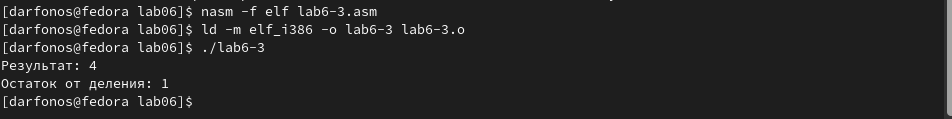 [darfonos@fedora lab06]$ nasm -f elf lab6-3.asm
[darfonos@fedora lab06]$ ld -m elf_i386 -o lab6-3 lab6-3.o
[darfonos@fedora lab06]$ ./lab6-3
Результат: 4
Остаток от деления: 1
[darfonos@fedora lab06]$